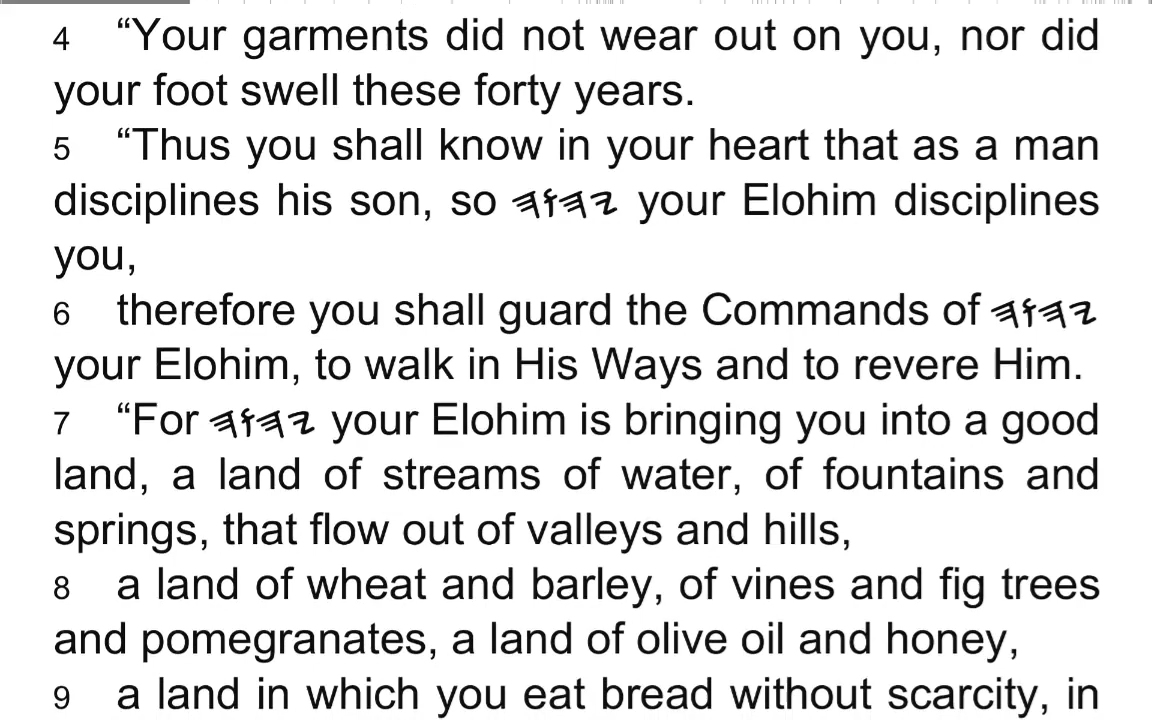 4 “Your garments did not wear out on you, nor did
your foot swell these forty years.
5 “Thus you shall know in your heart that as a man
disciplines his son, so 𐤉𐤄𐤅𐤄 your Elohim disciplines
you,
6 therefore you shall guard the Commands of 𐤉𐤄𐤅𐤄
your Elohim, to walk in His Ways and to revere Him.
7 “For 𐤉𐤄𐤅𐤄 your Elohim is bringing you into a good
land, a land of streams of water, of fountains and
springs, that flow out of valleys and hills,
8 a land of wheat and barley, of vines and fig trees
and pomegranates, a land of olive oil and honey,
9 a land in which you eat bread without scarcity, in